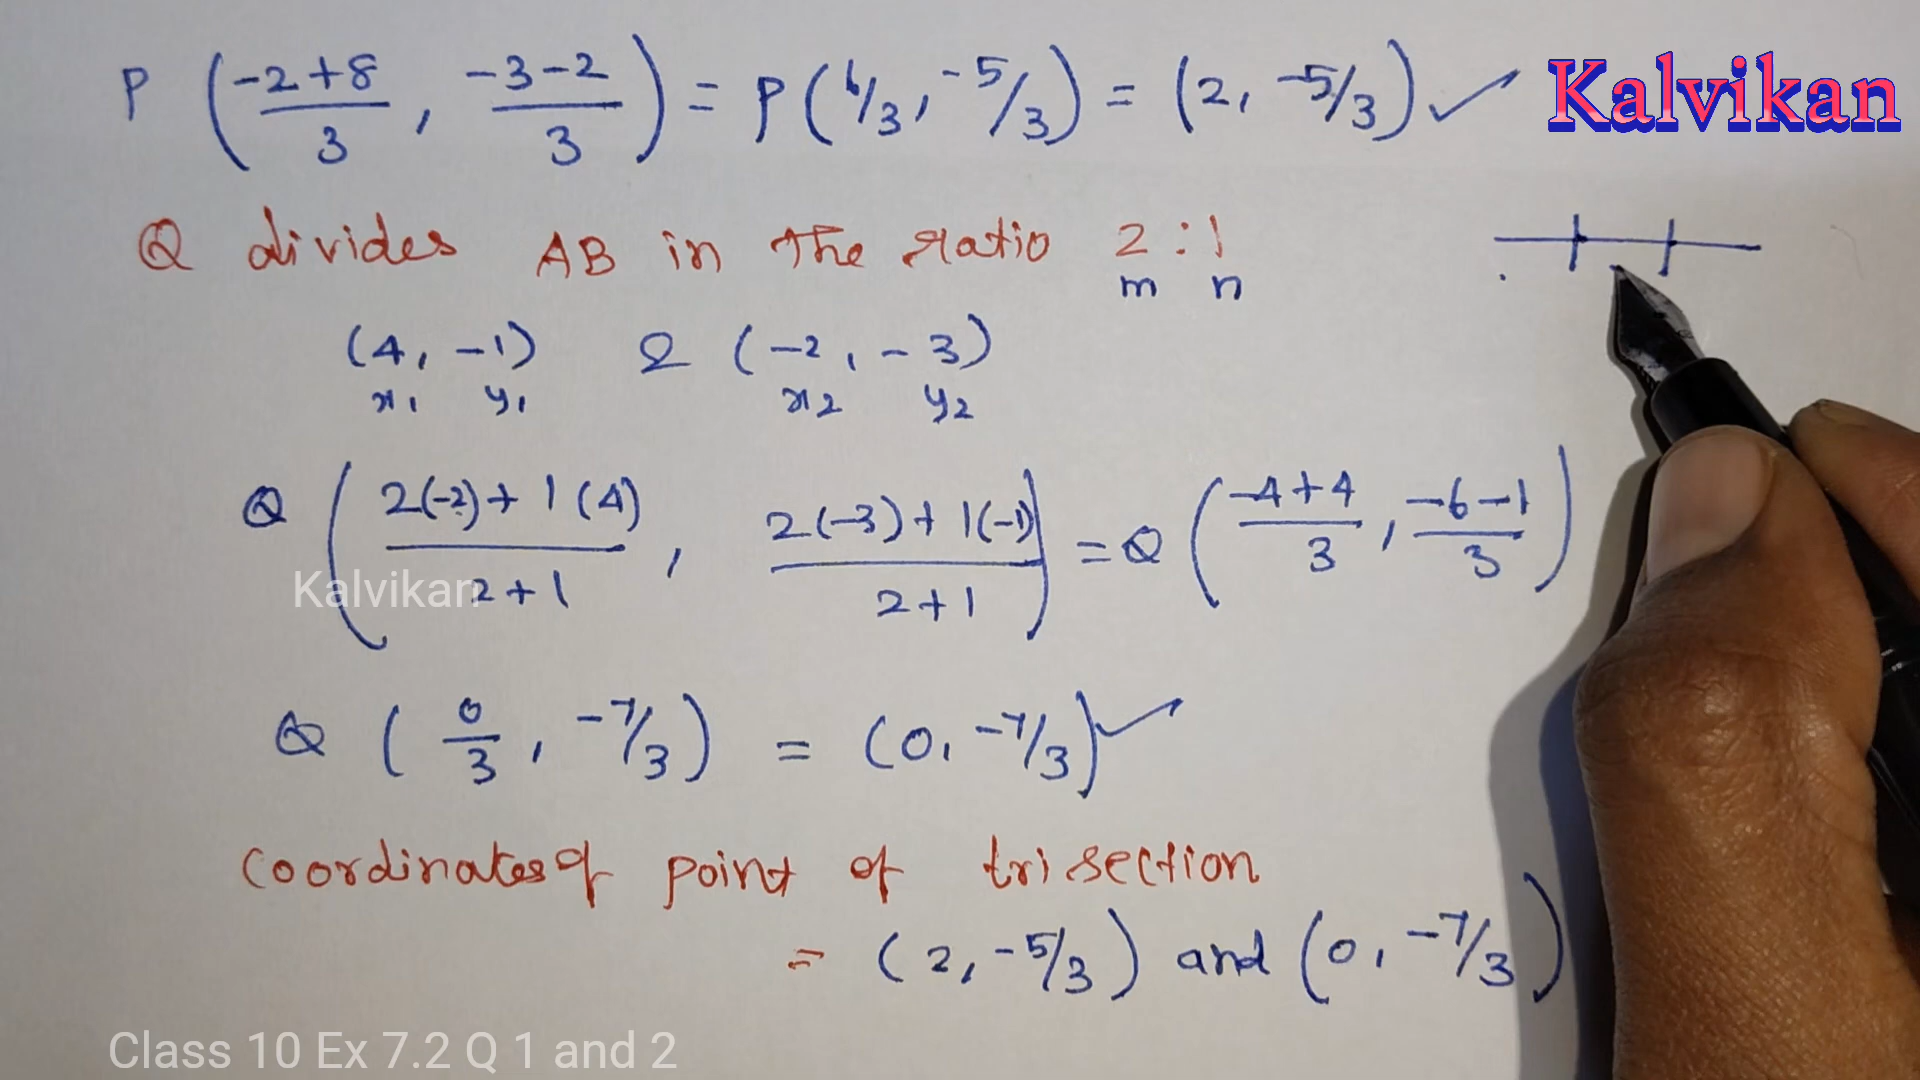 P (-2+8/3, -3-2/3) = P(6/3, -5/3) = (2, -5/3) ✓ Kalvikan
Q divides AB in the ratio 2:1
m n
(4, -1) & (-2, -3)
x1 y1 x2 y2
Q (2(-2)+1(4)/2+1, 2(-3)+1(-1)/2+1) = Q (-4+4/3, -6-1/3)
Kalvikan
Q (0/3, -7/3) = (0, -7/3) ✓
coordinates of point of trisection
= (2, -5/3) and (0, -7/3)
Class 10 Ex 7.2 Q 1 and 2